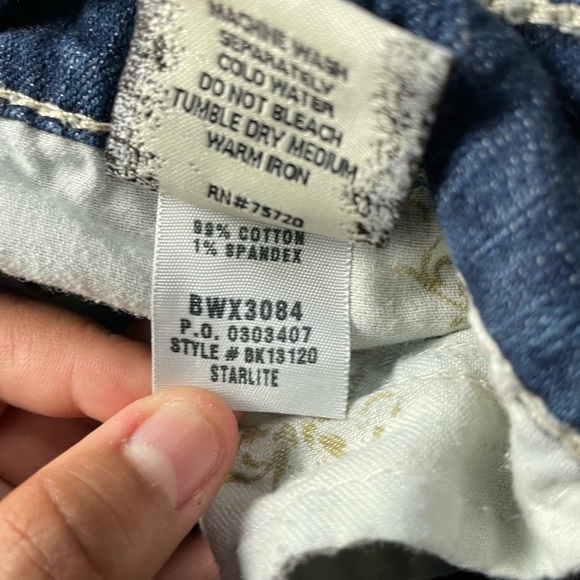 MACHINE WASH
SEPARATELY
COLD WATER
DO NOT BLEACH
TUMBLE DRY MEDIUM
WARM IRON
RN#75720
99% COTTON
1% SPANDEX
BWX3084
P.O. 0303407
STYLE # BK13120
STARLITE